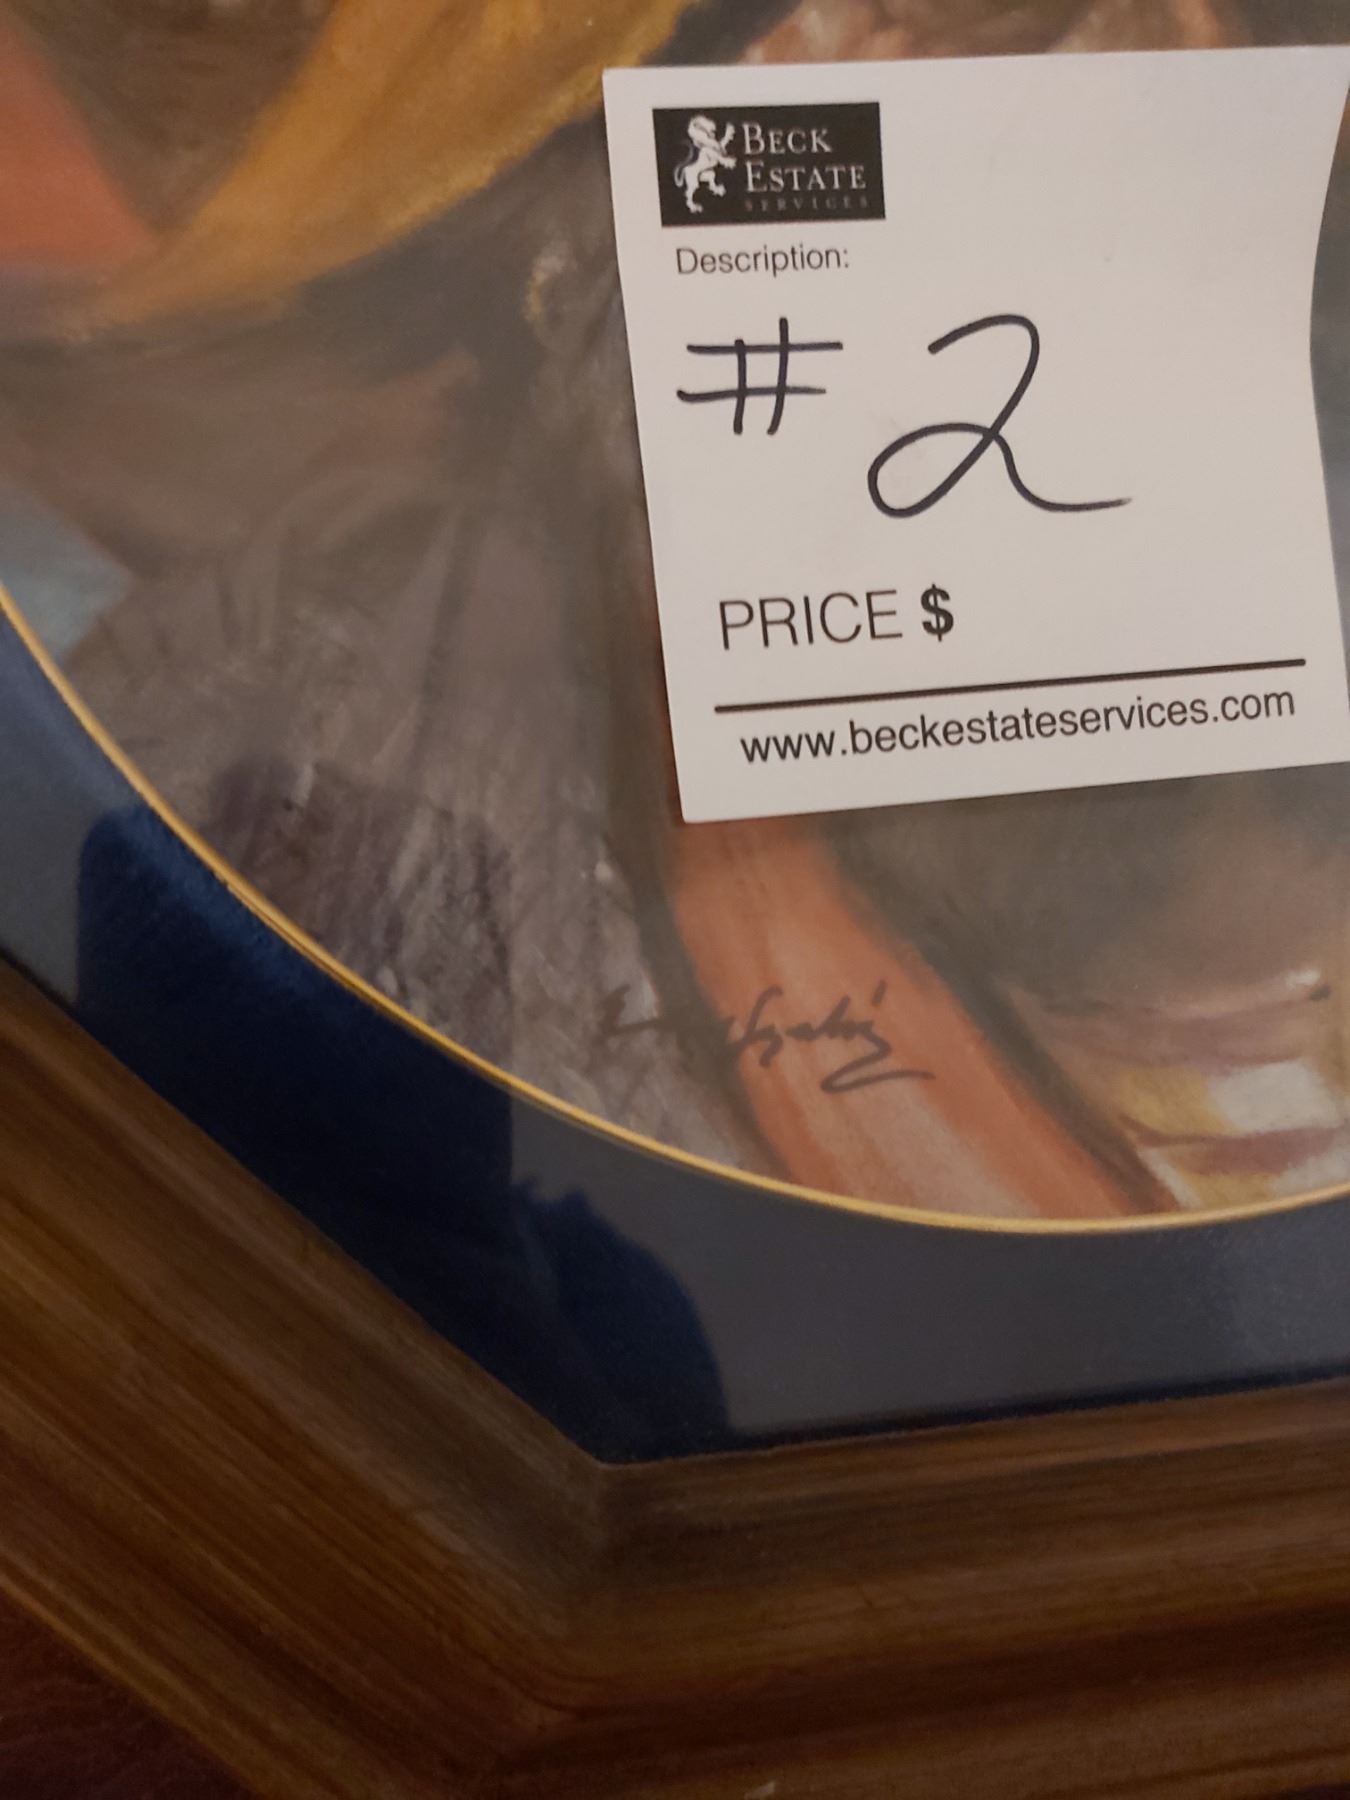 BECK
ESTATE
SERVICES
Description:
# 2
PRICE $
www.beckestateservices.com